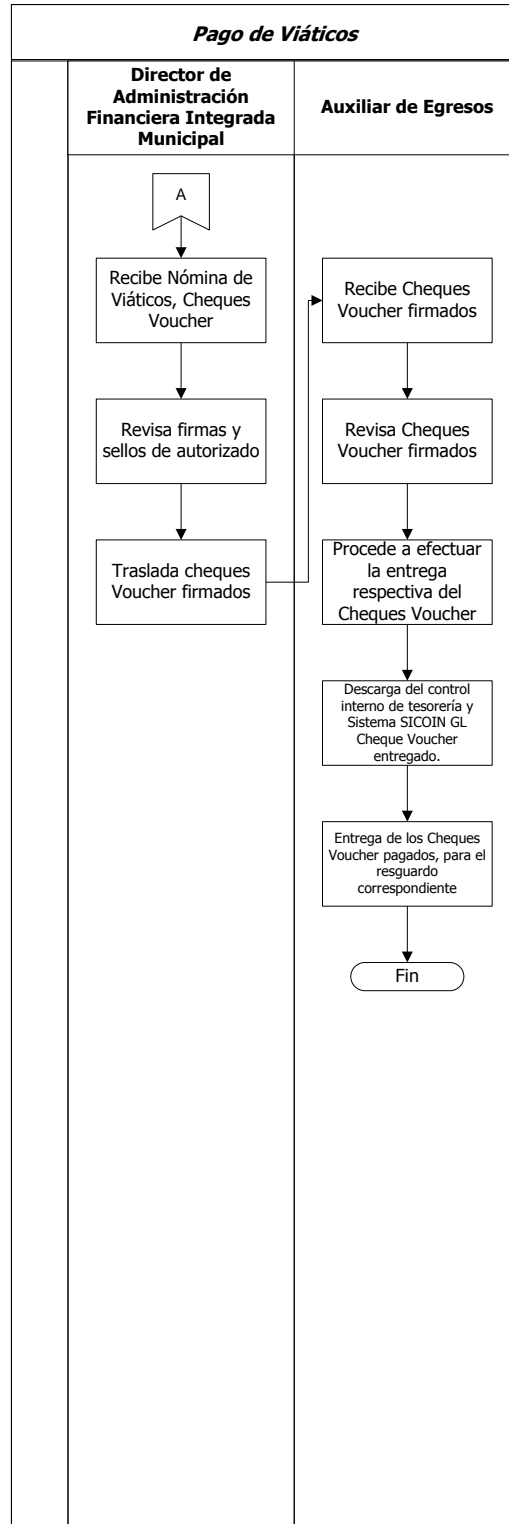 Pago de Viáticos
Director de
Administración
Financiera Integrada
Municipal
Auxiliar de Egresos
A
Recibe Nómina de
Viáticos, Cheques
Voucher
Revisa firmas y
sellos de autorizado
Traslada cheques
Voucher firmados
Recibe Cheques
Voucher firmados
Revisa Cheques
Voucher firmados
Procede a efectuar
la entrega
respectiva del
Cheques Voucher
Descarga del control
interno de tesorería y
Sistema SICOIN GL
Cheque Voucher
entregado.
Entrega de los Cheques
Voucher pagados, para el
resguardo
correspondiente
Fin